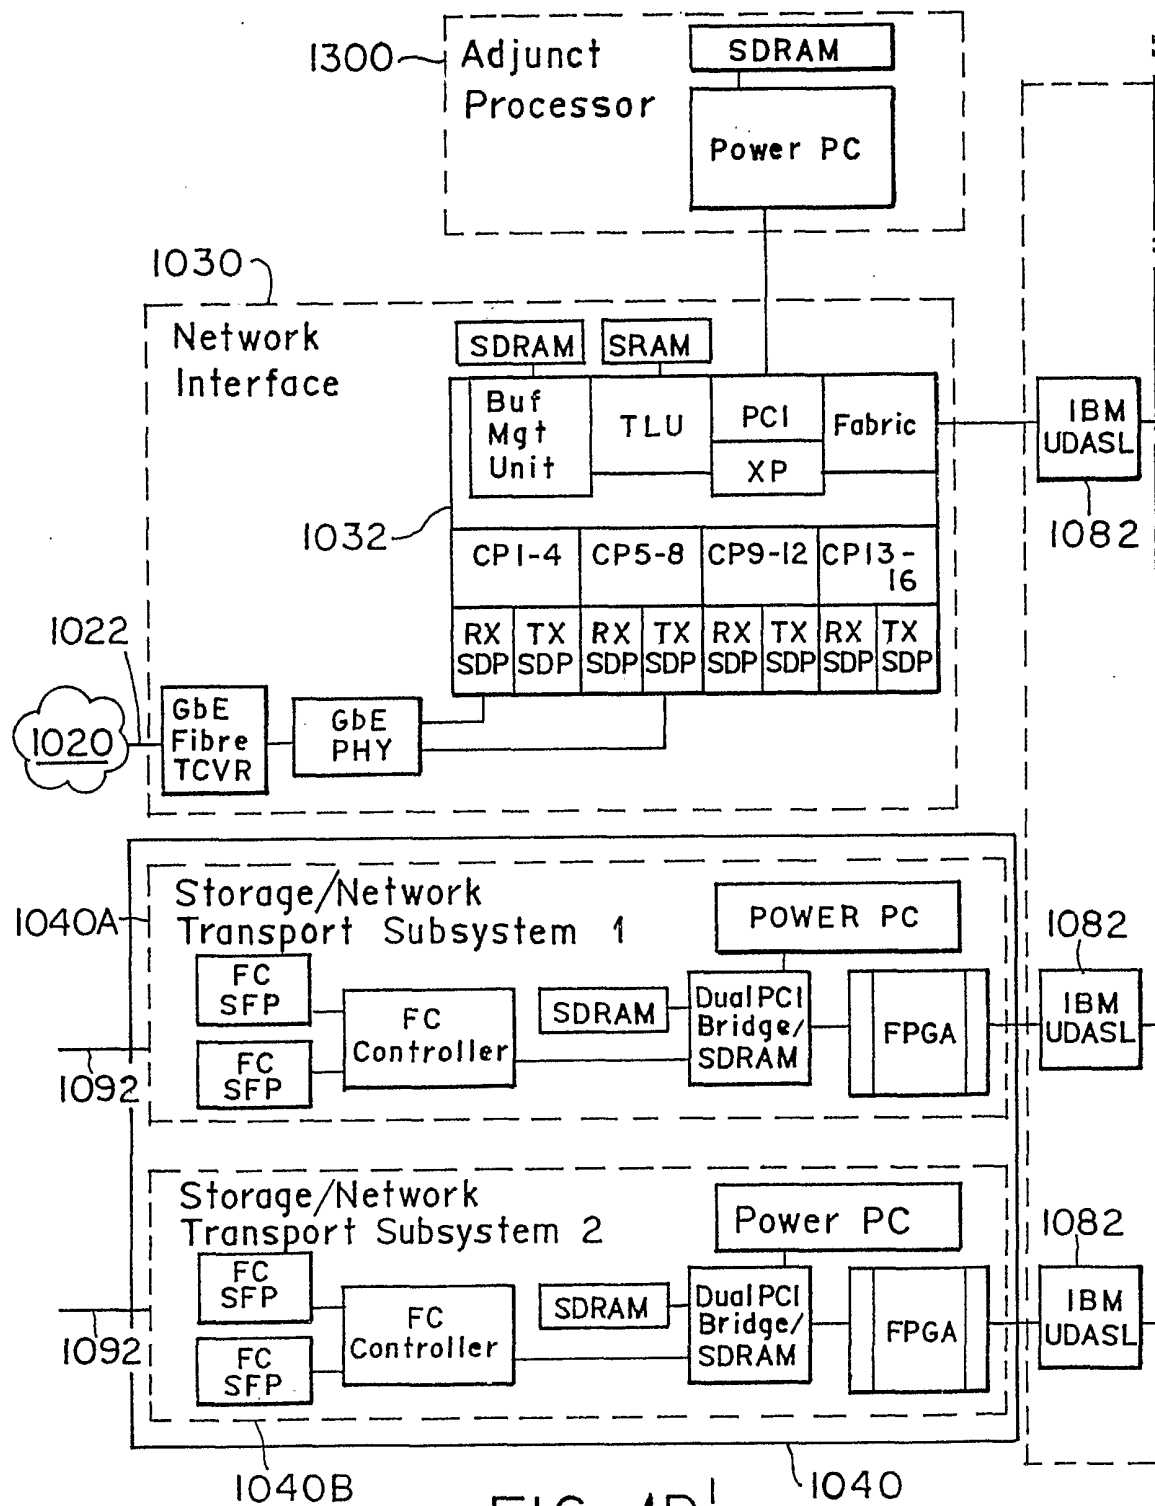 1300
Adjunct
Processor
SDRAM
Power PC
1030
Network
Interface
SDRAM
SRAM
Buf
Mgt
Unit
TLU
PCI
XP
Fabric
IBM
UDASL
1082
1032
CP1-4
CP5-8
CP9-12
CP13-
16
RX
SDP
TX
SDP
RX
SDP
TX
SDP
RX
SDP
TX
SDP
RX
SDP
TX
SDP
1022
1020
GbE
Fibre
TCVR
GbE
PHY
1040A
Storage/Network
Transport Subsystem 1
POWER PC
FC
SFP
FC
SFP
FC
Controller
SDRAM
Dual PCI
Bridge/
SDRAM
FPGA
1082
IBM
UDASL
1092
Storage/Network
Transport Subsystem 2
Power PC
FC
SFP
FC
SFP
FC
Controller
SDRAM
Dual PCI
Bridge/
SDRAM
FPGA
1082
IBM
UDASL
1092
1040B
1040